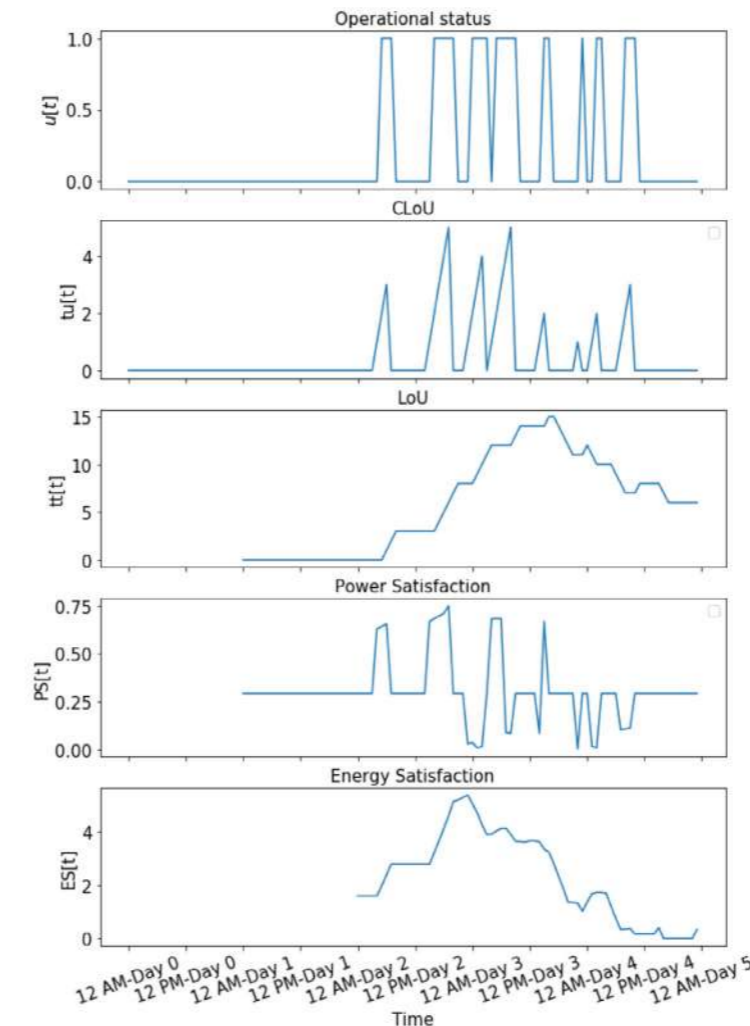 Operational status
1.0
0.5
0.0
u[t]
CLoU
4
2
0
tu[t]
LoU
15
10
5
0
tt[t]
Power Satisfaction
0.75
0.50
0.25
0.00
PS[t]
Energy Satisfaction
4
2
0
ES[t]
12 AM-Day 0
12 PM-Day 0
12 AM-Day 1
12 PM-Day 1
12 AM-Day 2
12 PM-Day 2
12 AM-Day 3
12 PM-Day 3
12 AM-Day 4
12 PM-Day 4
12 AM-Day 5
Time